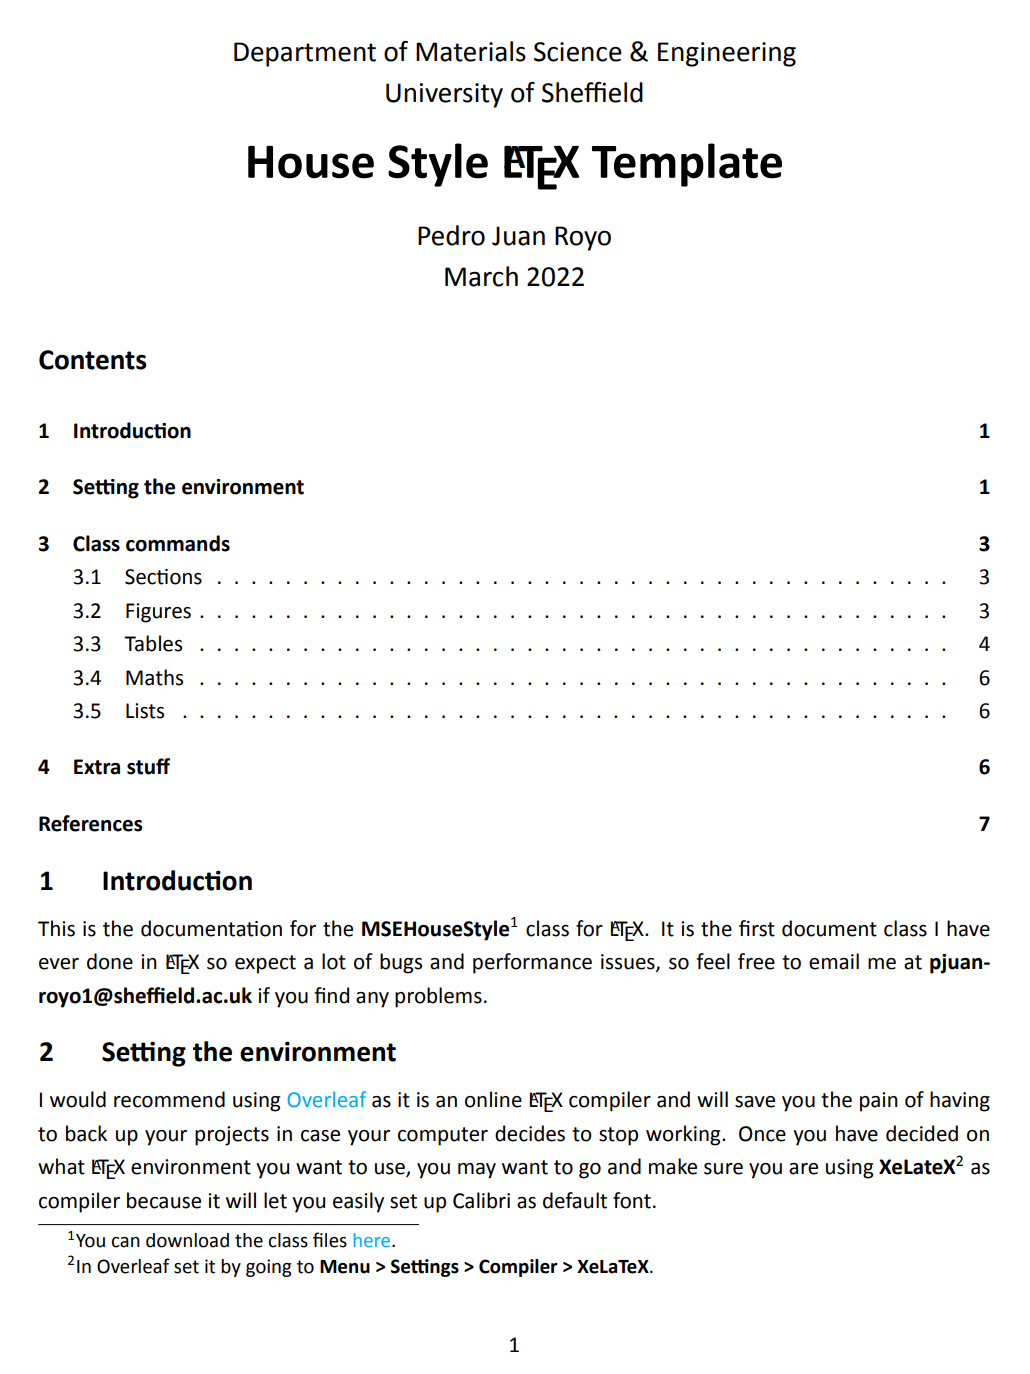 Department of Materials Science & Engineering
University of Sheffield
House Style LATEX Template
Pedro Juan Royo
March 2022
Contents
1 Introduction 1
2 Setting the environment 1
3 Class commands 3
3.1 Sections . . . . . . . . . . . . . . . . . . . . . . . . . . . . . . . . . . . . . . . . . . . 3
3.2 Figures . . . . . . . . . . . . . . . . . . . . . . . . . . . . . . . . . . . . . . . . . . . . 3
3.3 Tables . . . . . . . . . . . . . . . . . . . . . . . . . . . . . . . . . . . . . . . . . . . . 4
3.4 Maths . . . . . . . . . . . . . . . . . . . . . . . . . . . . . . . . . . . . . . . . . . . . 6
3.5 Lists . . . . . . . . . . . . . . . . . . . . . . . . . . . . . . . . . . . . . . . . . . . . . 6
4 Extra stuff 6
References 7
1 Introduction
This is the documentation for the MSEHouseStyle¹ class for LATEX. It is the first document class I have
ever done in LATEX so expect a lot of bugs and performance issues, so feel free to email me at pjuan-
royo1@sheffield.ac.uk if you find any problems.
2 Setting the environment
I would recommend using Overleaf as it is an online LATEX compiler and will save you the pain of having
to back up your projects in case your computer decides to stop working. Once you have decided on
what LATEX environment you want to use, you may want to go and make sure you are using XeLateX² as
compiler because it will let you easily set up Calibri as default font.
¹You can download the class files here.
²In Overleaf set it by going to Menu > Settings > Compiler > XeLaTeX.
1